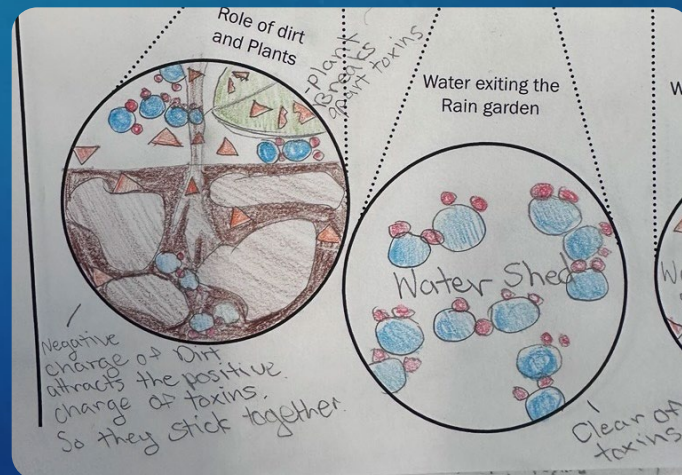 Role of dirt
and Plants
-Plant
Breaks
apart toxins
Water exiting the
Rain garden
W
Water Shed
Wa
Negative
charge of Dirt
attracts the positive
charge of toxins.
So they stick together.
Clear of
toxins